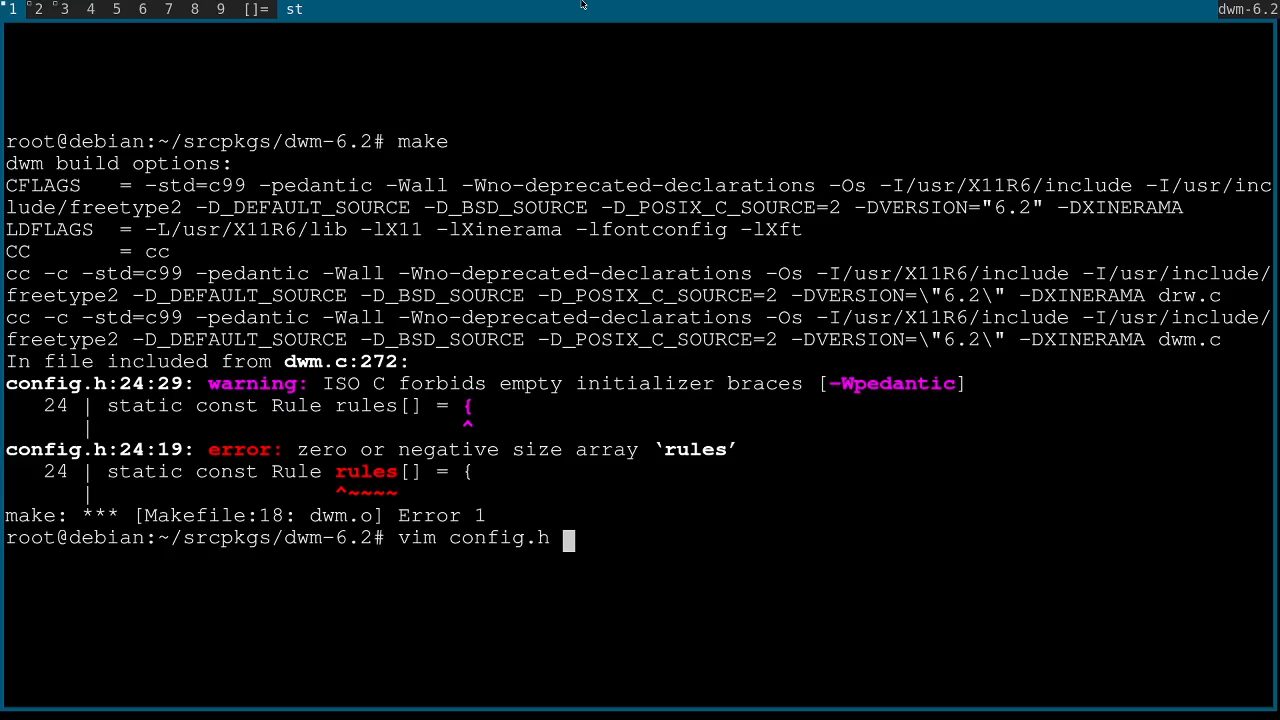 1 2 3 4 5 6 7 8 9 []= st dwm-6.2
root@debian:~/srcpkgs/dwm-6.2# make
dwm build options:
CFLAGS   = -std=c99 -pedantic -Wall -Wno-deprecated-declarations -Os -I/usr/X11R6/include -I/usr/inc
lude/freetype2 -D_DEFAULT_SOURCE -D_BSD_SOURCE -D_POSIX_C_SOURCE=2 -DVERSION="6.2" -DXINERAMA
LDFLAGS  = -L/usr/X11R6/lib -lX11 -lXinerama -lfontconfig -lXft
CC       = cc
cc -c -std=c99 -pedantic -Wall -Wno-deprecated-declarations -Os -I/usr/X11R6/include -I/usr/include/
freetype2 -D_DEFAULT_SOURCE -D_BSD_SOURCE -D_POSIX_C_SOURCE=2 -DVERSION=\"6.2\" -DXINERAMA drw.c
cc -c -std=c99 -pedantic -Wall -Wno-deprecated-declarations -Os -I/usr/X11R6/include -I/usr/include/
freetype2 -D_DEFAULT_SOURCE -D_BSD_SOURCE -D_POSIX_C_SOURCE=2 -DVERSION=\"6.2\" -DXINERAMA dwm.c
In file included from dwm.c:272:
config.h:24:29: warning: ISO C forbids empty initializer braces [-Wpedantic]
   24 | static const Rule rules[] = {
      |                             ^
config.h:24:19: error: zero or negative size array ‘rules’
   24 | static const Rule rules[] = {
      |                   ^~~~~
make: *** [Makefile:18: dwm.o] Error 1
root@debian:~/srcpkgs/dwm-6.2# vim config.h